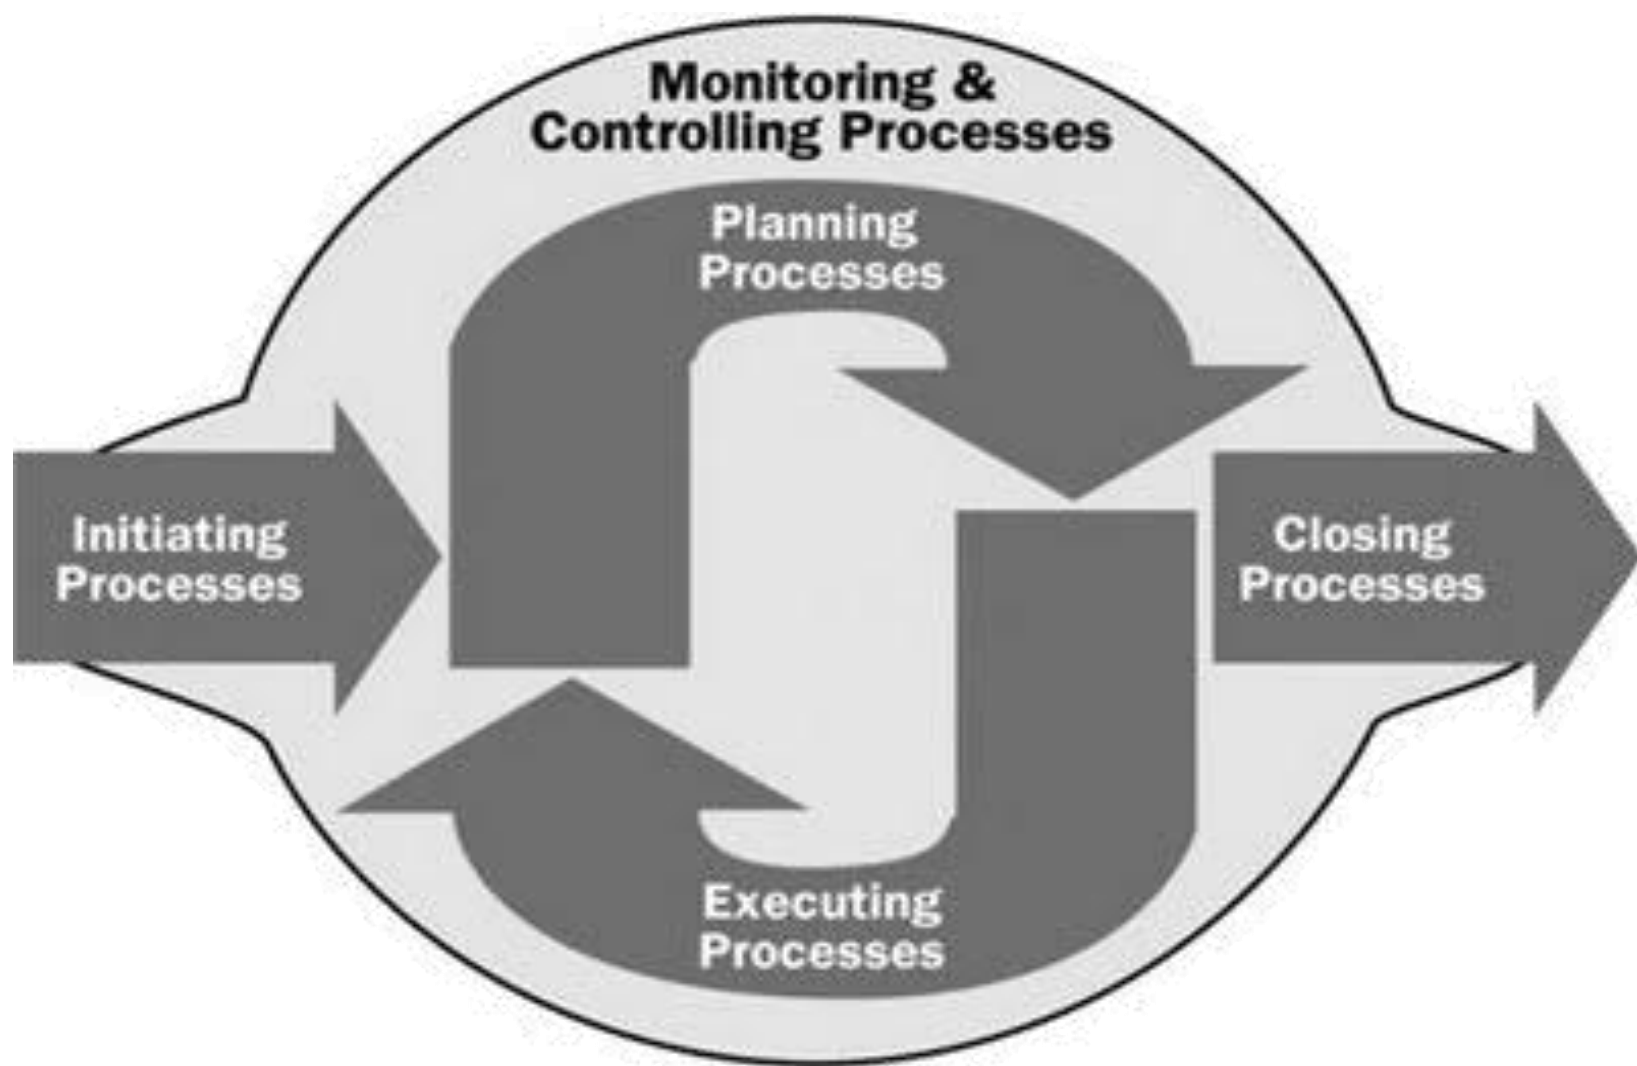 Monitoring &
Controlling Processes
Planning
Processes
Initiating
Processes
Closing
Processes
Executing
Processes